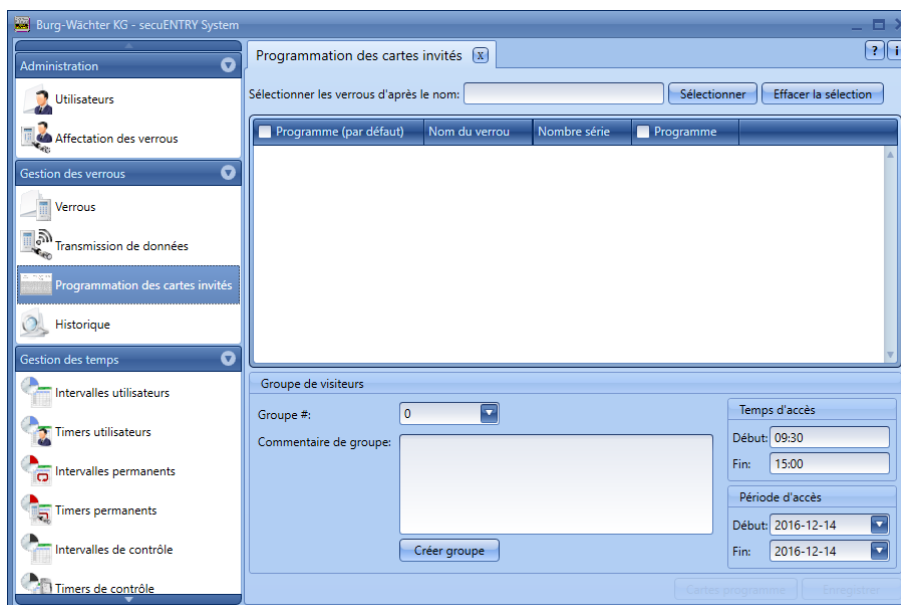 Burg-Wächter KG - secuENTRY System
Administration
Utilisateurs
Affectation des verrous
Gestion des verrous
Verrous
Transmission de données
Programmation des cartes invités
Historique
Gestion des temps
Intervalles utilisateurs
Timers utilisateurs
Intervalles permanents
Timers permanents
Intervalles de contrôle
Timers de contrôle
Programmation des cartes invités x
? i
Sélectionner les verrous d'après le nom: Sélectionner Effacer la sélection
Programme (par défaut) Nom du verrou Nombre série Programme
Groupe de visiteurs
Groupe #: 0
Commentaire de groupe:
Créer groupe
Temps d'accès
Début: 09:30
Fin: 15:00
Période d'accès
Début: 2016-12-14
Fin: 2016-12-14
Cartes programme Enregistrer